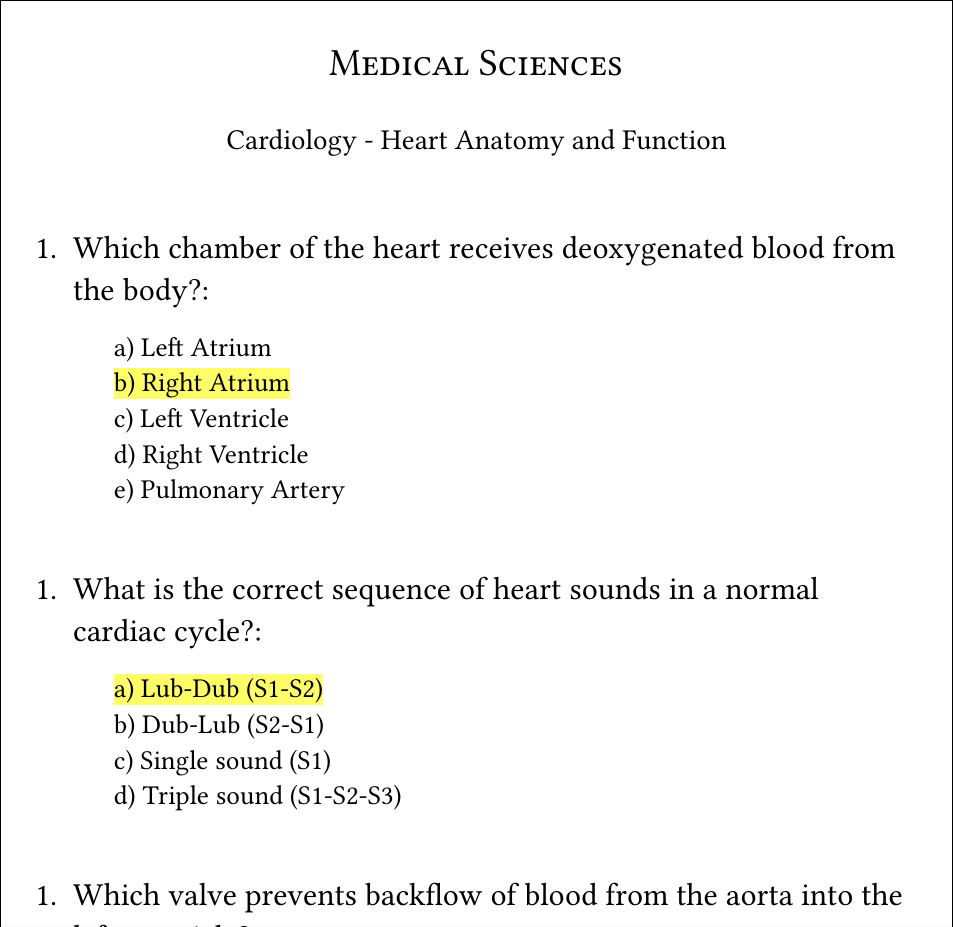 Medical Sciences
Cardiology - Heart Anatomy and Function
1. Which chamber of the heart receives deoxygenated blood from
the body?:
a) Left Atrium
b) Right Atrium
c) Left Ventricle
d) Right Ventricle
e) Pulmonary Artery
1. What is the correct sequence of heart sounds in a normal
cardiac cycle?:
a) Lub-Dub (S1-S2)
b) Dub-Lub (S2-S1)
c) Single sound (S1)
d) Triple sound (S1-S2-S3)
1. Which valve prevents backflow of blood from the aorta into the